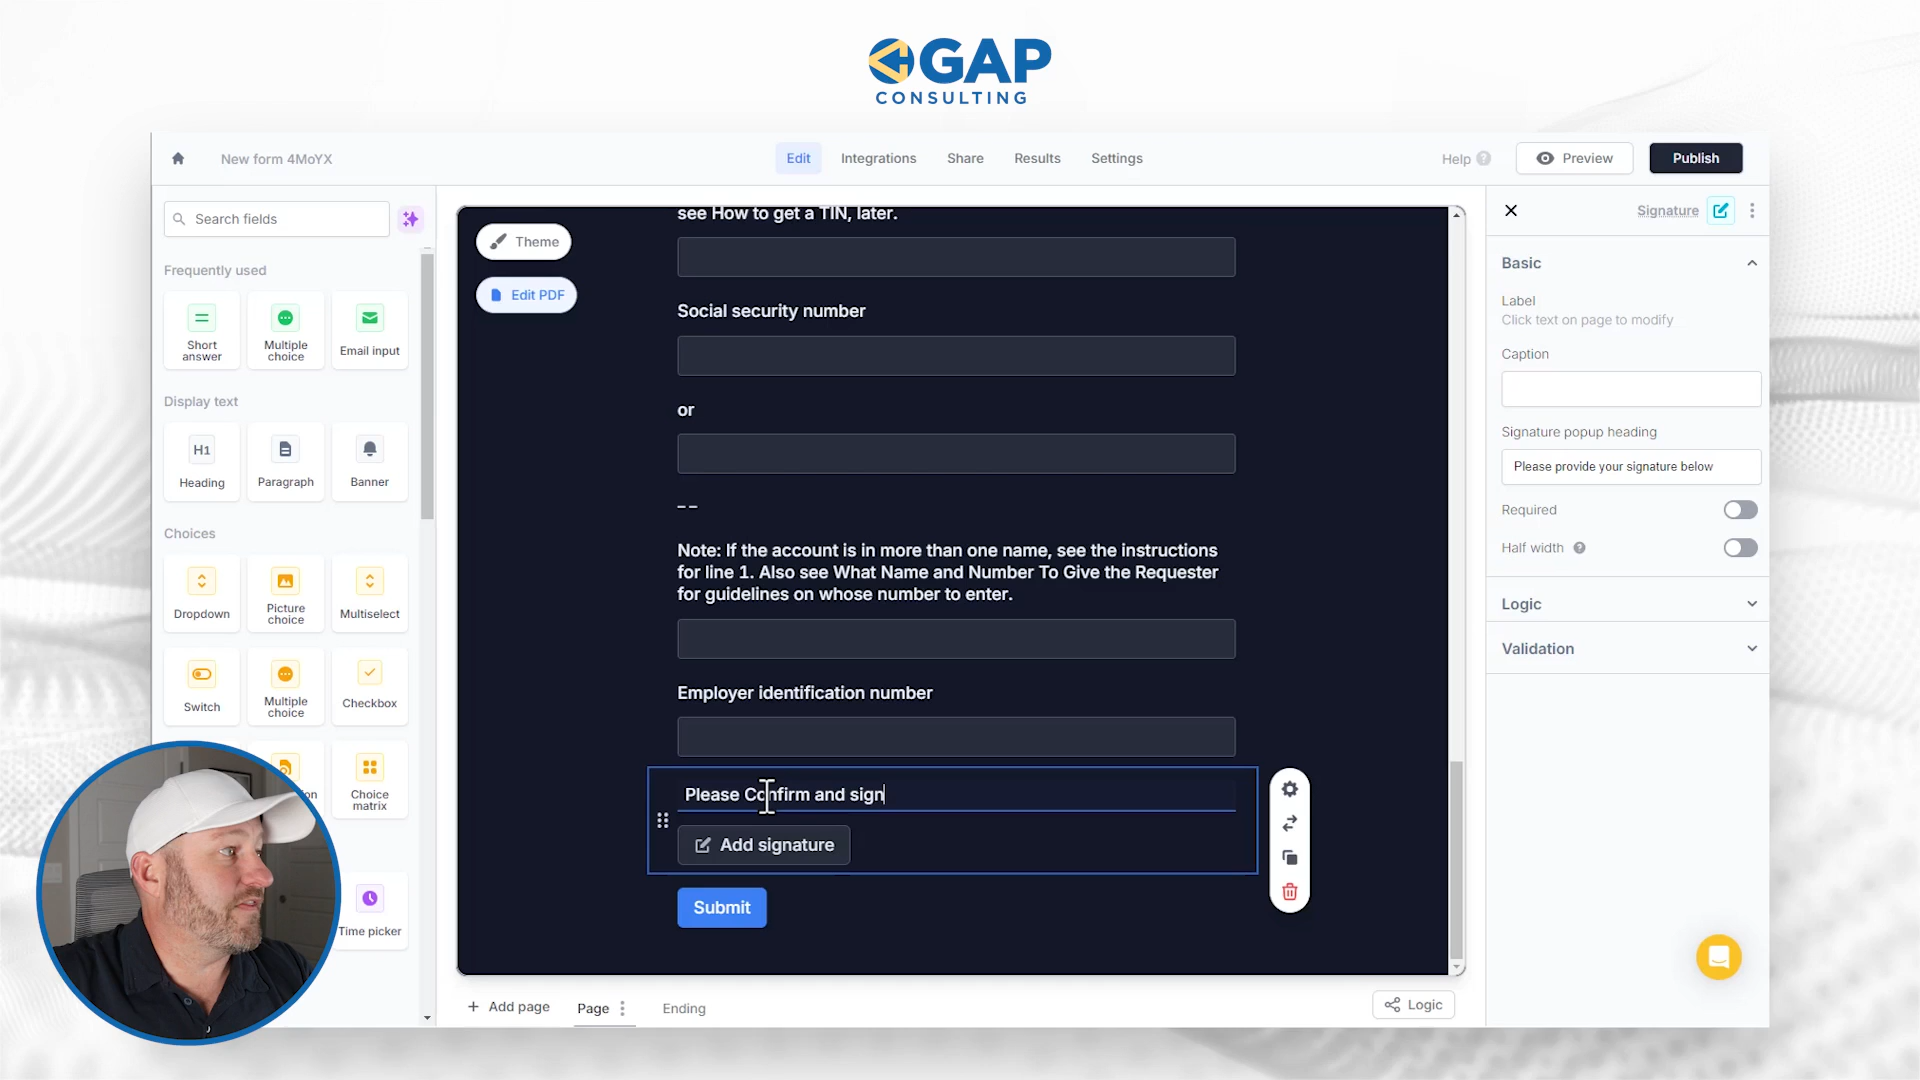 GAP
CONSULTING
New form 4MoYX
Edit
Integrations
Share
Results
Settings
Help
Preview
Publish
Search fields
Frequently used
Short answer
Multiple choice
Email input
Display text
H1
Heading
Paragraph
Banner
Choices
Dropdown
Picture choice
Multiselect
Switch
Multiple choice
Checkbox
Choice matrix
Time picker
Theme
Edit PDF
see How to get a TIN, later.
Social security number
or
– –
Note: If the account is in more than one name, see the instructions
for line 1. Also see What Name and Number To Give the Requester
for guidelines on whose number to enter.
Employer identification number
Please Confirm and sign
Add signature
Submit
+ Add page
Page
Ending
Logic
Signature
Basic
Label
Click text on page to modify
Caption
Signature popup heading
Please provide your signature below
Required
Half width
Logic
Validation